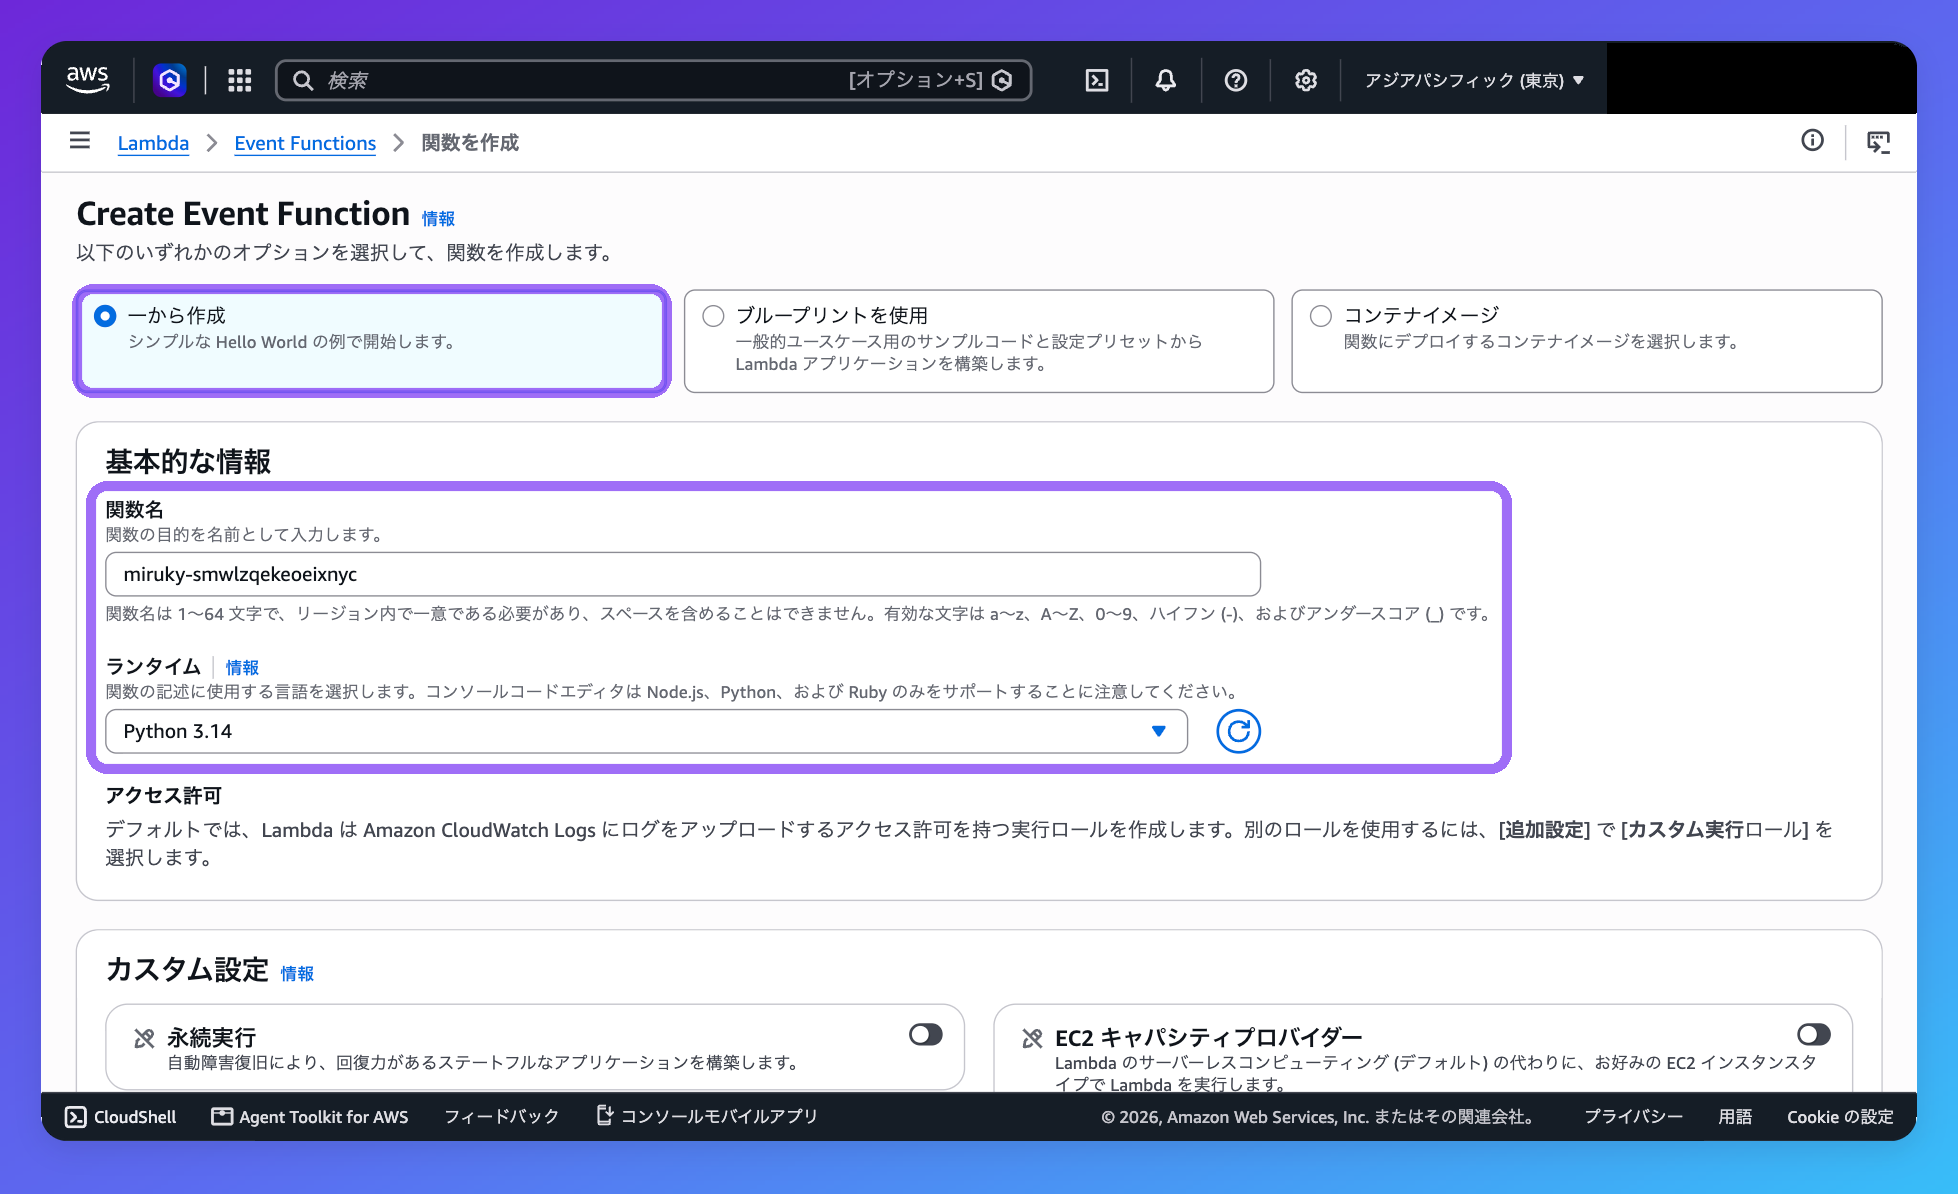 aws
検索
[オプション+S]
アジアパシフィック (東京) ▼
Lambda > Event Functions > 関数を作成
Create Event Function 情報
以下のいずれかのオプションを選択して、関数を作成します。
一から作成
シンプルな Hello World の例で開始します。
ブループリントを使用
一般的ユースケース用のサンプルコードと設定プリセットから
Lambda アプリケーションを構築します。
コンテナイメージ
関数にデプロイするコンテナイメージを選択します。
基本的な情報
関数名
関数の目的を名前として入力します。
miruky-smwlzqekeoeixnyc
関数名は 1〜64 文字で、リージョン内で一意である必要があり、スペースを含めることはできません。有効な文字は a〜z、A〜Z、0〜9、ハイフン (-)、およびアンダースコア (_) です。
ランタイム 情報
関数の記述に使用する言語を選択します。コンソールコードエディタは Node.js、Python、および Ruby のみをサポートすることに注意してください。
Python 3.14
アクセス許可
デフォルトでは、Lambda は Amazon CloudWatch Logs にログをアップロードするアクセス許可を持つ実行ロールを作成します。別のロールを使用するには、[追加設定] で [カスタム実行ロール] を
選択します。
カスタム設定 情報
永続実行
自動障害復旧により、回復力があるステートフルなアプリケーションを構築します。
EC2 キャパシティプロバイダー
Lambda のサーバーレスコンピューティング (デフォルト) の代わりに、お好みの EC2 インスタンスタ
イプで Lambda を実行します。
CloudShell
Agent Toolkit for AWS
フィードバック
コンソールモバイルアプリ
© 2026, Amazon Web Services, Inc. またはその関連会社。
プライバシー
用語
Cookie の設定